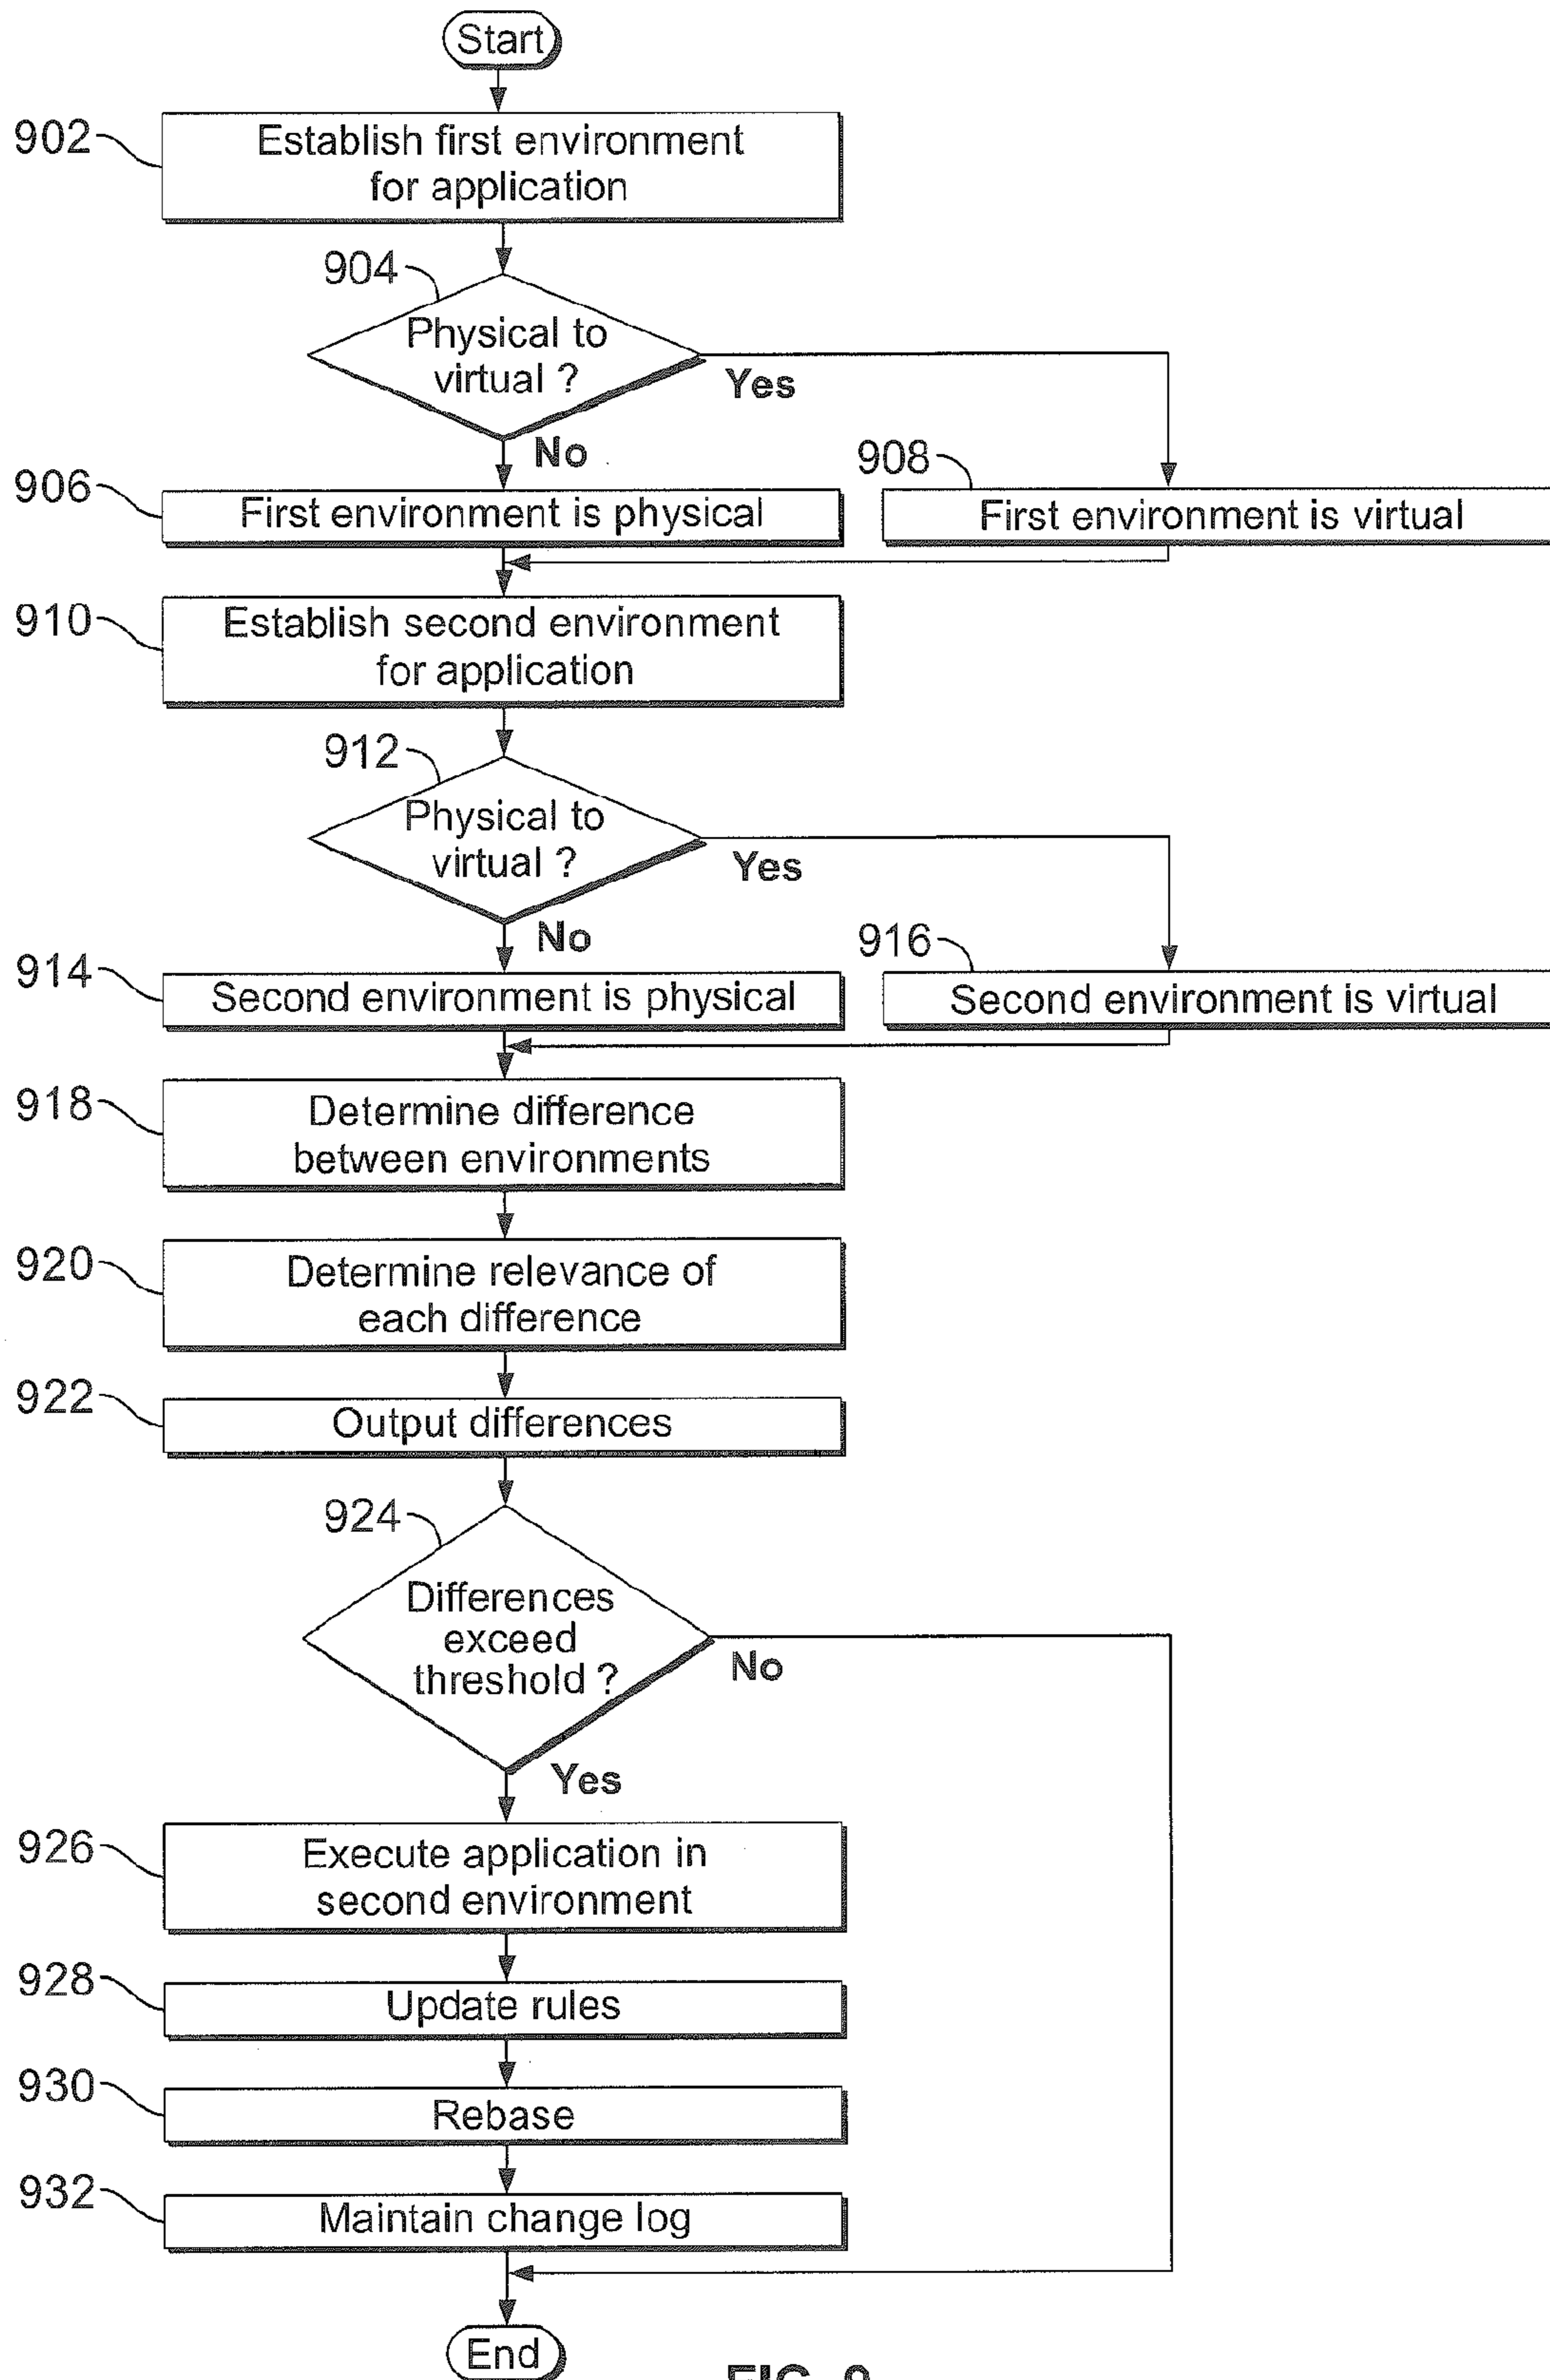 Start
902
Establish first environment
for application
904
Physical to
virtual ?
Yes
No
906
First environment is physical
908
First environment is virtual
910
Establish second environment
for application
912
Physical to
virtual ?
Yes
No
914
Second environment is physical
916
Second environment is virtual
918
Determine difference
between environments
920
Determine relevance of
each difference
922
Output differences
924
Differences
exceed
threshold ?
No
Yes
926
Execute application in
second environment
928
Update rules
930
Rebase
932
Maintain change log
End